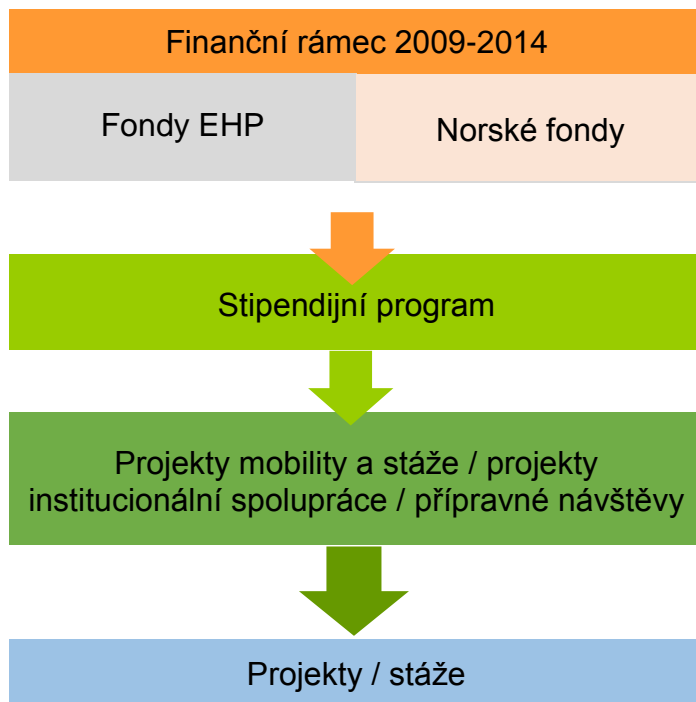 Finanční rámec 2009-2014
Fondy EHP
Norské fondy
Stipendijní program
Projekty mobility a stáže / projekty
institucionální spolupráce / přípravné návštěvy
Projekty / stáže